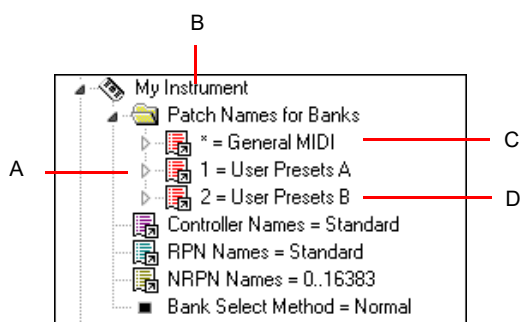 B
My Instrument
Patch Names for Banks
* = General MIDI
C
A
1 = User Presets A
2 = User Presets B
D
Controller Names = Standard
RPN Names = Standard
NRPN Names = 0..16383
Bank Select Method = Normal